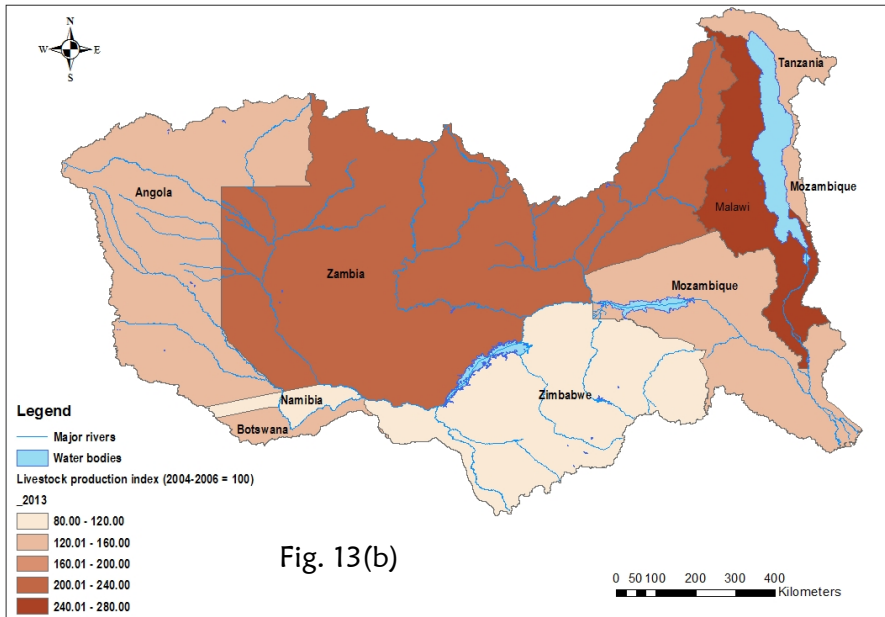 N
W E
S
Tanzania
Angola
Mozambique
Malawi
Zambia
Mozambique
Namibia
Zimbabwe
Botswana
Legend
Major rivers
Water bodies
Livestock production index (2004-2006 = 100)
_2013
80.00 - 120.00
120.01 - 160.00
160.01 - 200.00
200.01 - 240.00
240.01 - 280.00
Fig. 13(b)
0 50 100 200 300 400
Kilometers